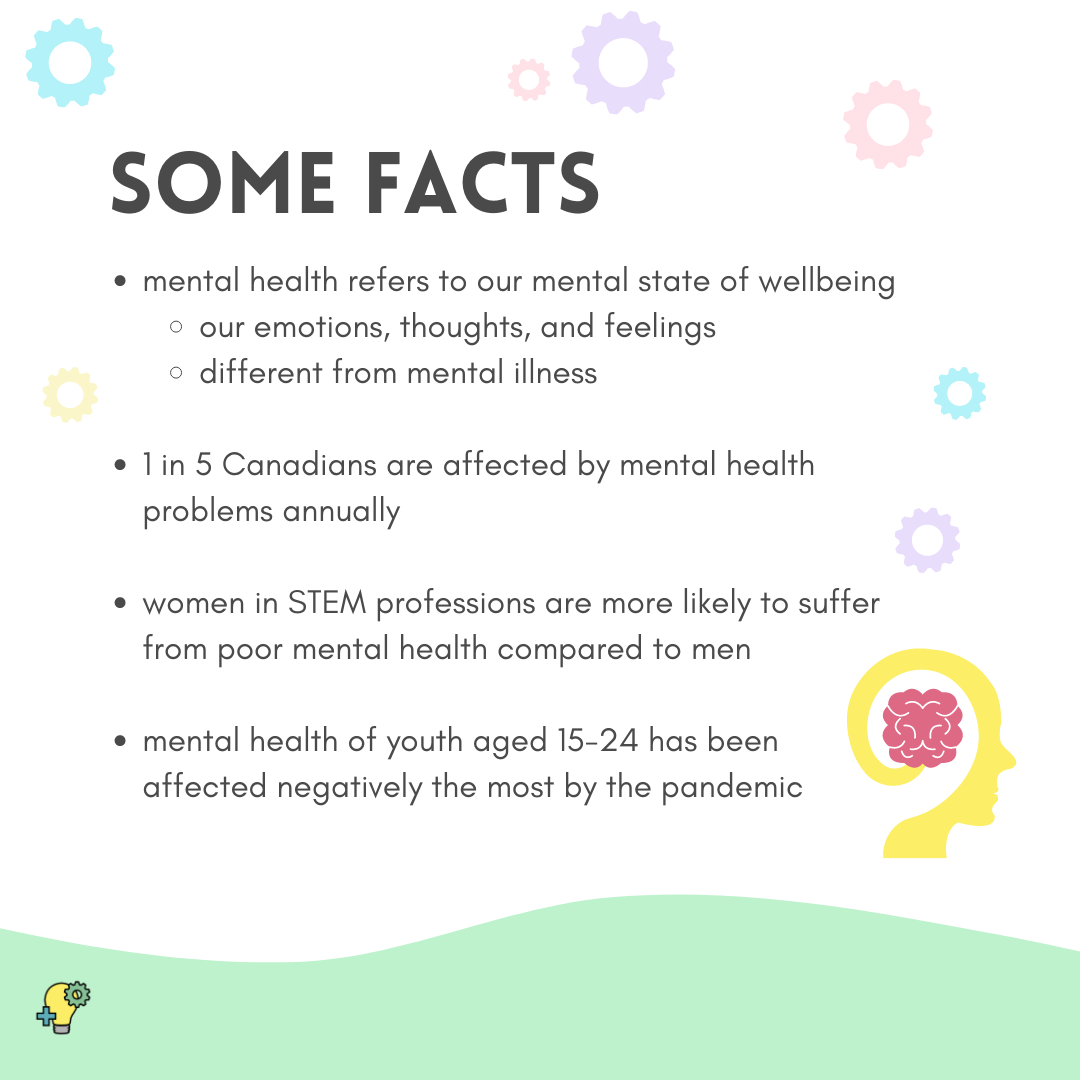 SOME FACTS
• mental health refers to our mental state of wellbeing
○ our emotions, thoughts, and feelings
○ different from mental illness
• 1 in 5 Canadians are affected by mental health
problems annually
• women in STEM professions are more likely to suffer
from poor mental health compared to men
• mental health of youth aged 15-24 has been
affected negatively the most by the pandemic